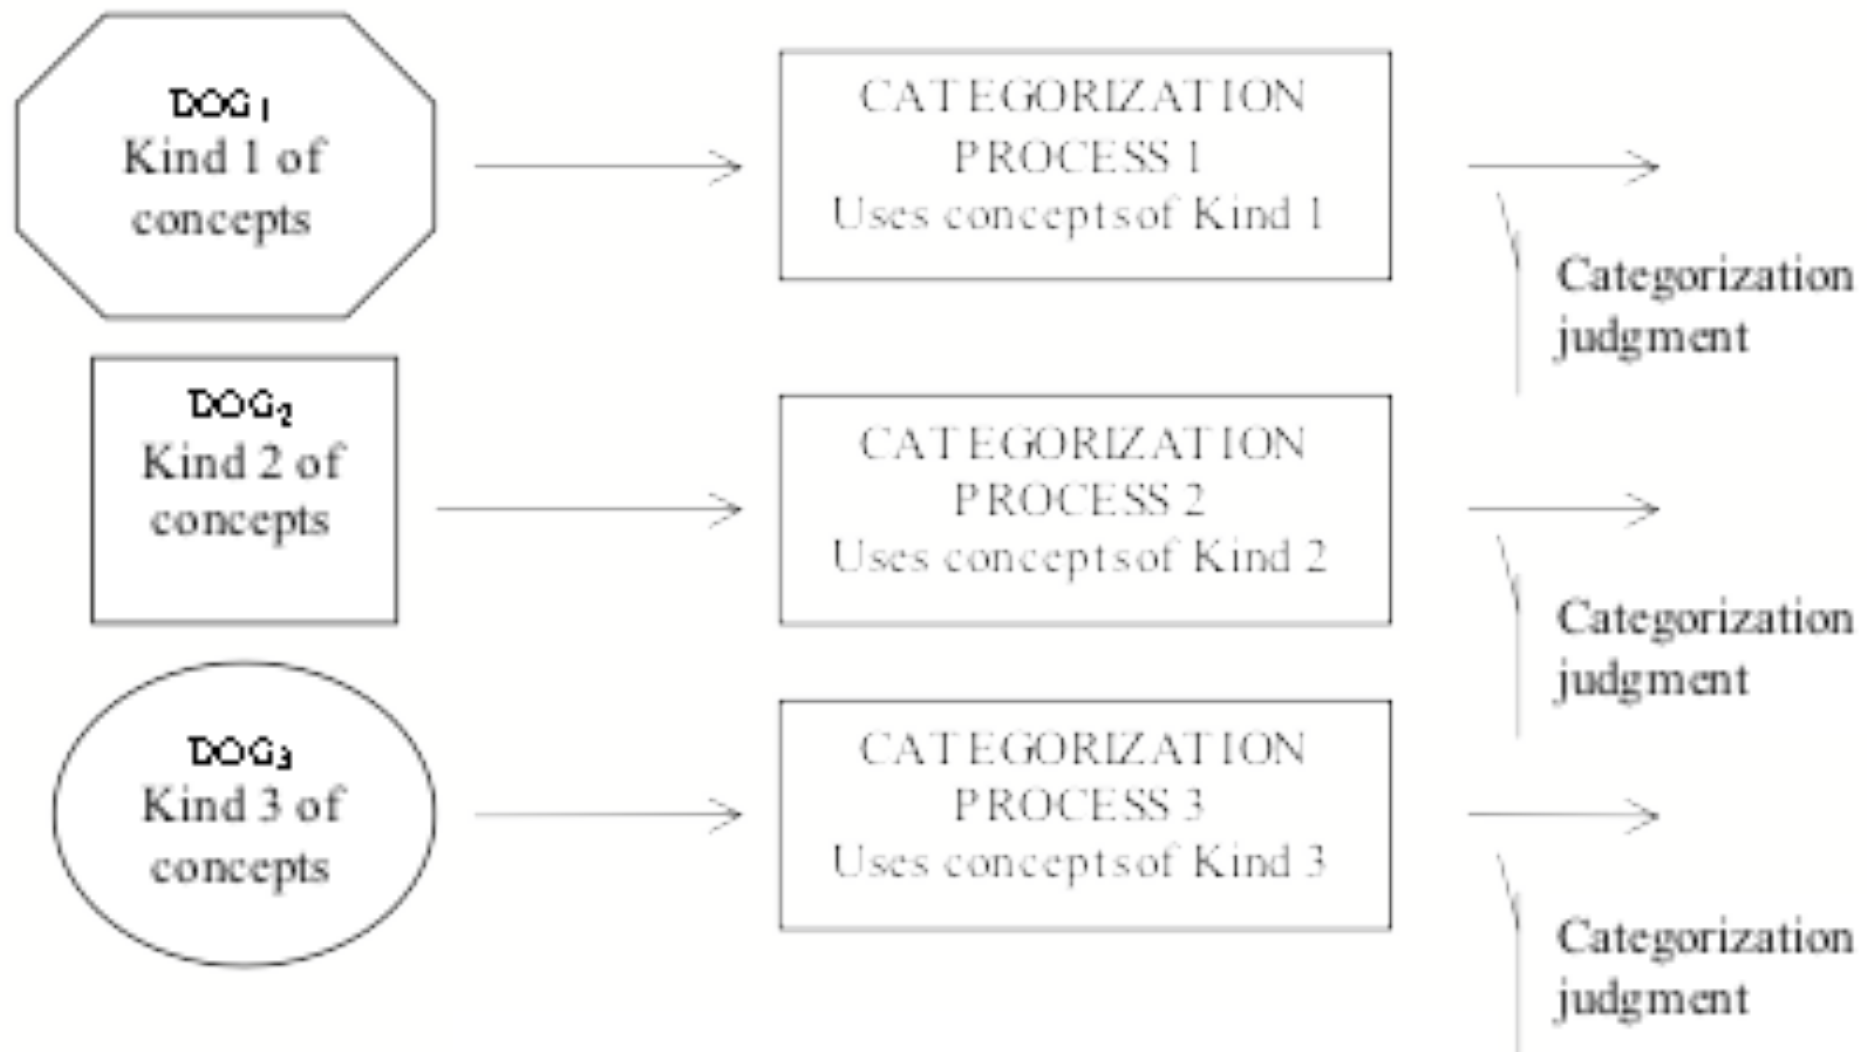 DOG₁
Kind 1 of
concepts
CATEGORIZATION
PROCESS 1
Uses concepts of Kind 1
Categorization
judgment
DOG₂
Kind 2 of
concepts
CATEGORIZATION
PROCESS 2
Uses concepts of Kind 2
Categorization
judgment
DOG₃
Kind 3 of
concepts
CATEGORIZATION
PROCESS 3
Uses concepts of Kind 3
Categorization
judgment